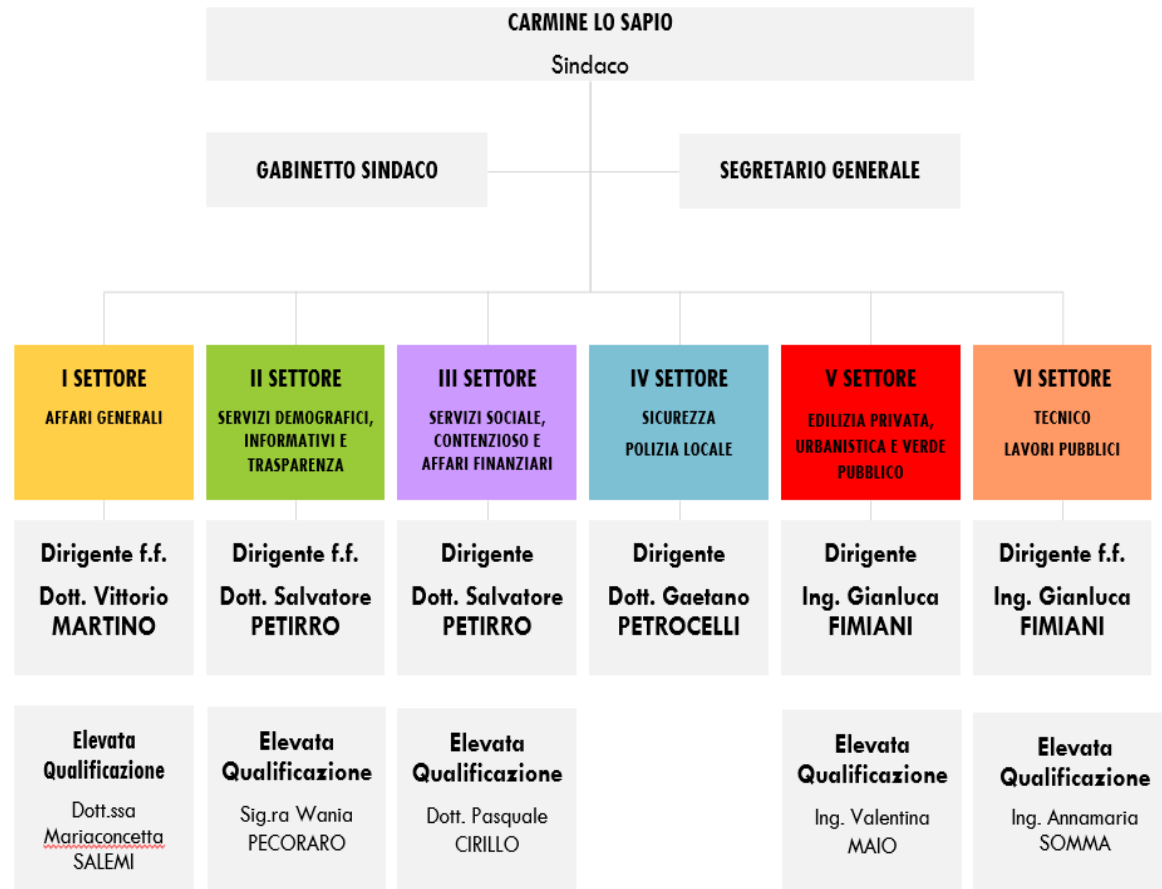 CARMINE LO SAPIO
Sindaco
GABINETTO SINDACO
SEGRETARIO GENERALE
I SETTORE
AFFARI GENERALI
II SETTORE
SERVIZI DEMOGRAFICI,
INFORMATIVI E
TRASPARENZA
III SETTORE
SERVIZI SOCIALE,
CONTENZIOSO E
AFFARI FINANZIARI
IV SETTORE
SICUREZZA
POLIZIA LOCALE
V SETTORE
EDILIZIA PRIVATA,
URBANISTICA E VERDE
PUBBLICO
VI SETTORE
TECNICO
LAVORI PUBBLICI
Dirigente f.f.
Dott. Vittorio
MARTINO
Dirigente f.f.
Dott. Salvatore
PETIRRO
Dirigente
Dott. Salvatore
PETIRRO
Dirigente
Dott. Gaetano
PETROCELLI
Dirigente
Ing. Gianluca
FIMIANI
Dirigente f.f.
Ing. Gianluca
FIMIANI
Elevata
Qualificazione
Dott.ssa
Mariaconcetta
SALEMI
Elevata
Qualificazione
Sig.ra Wania
PECORARO
Elevata
Qualificazione
Dott. Pasquale
CIRILLO
Elevata
Qualificazione
Ing. Valentina
MAIO
Elevata
Qualificazione
Ing. Annamaria
SOMMA